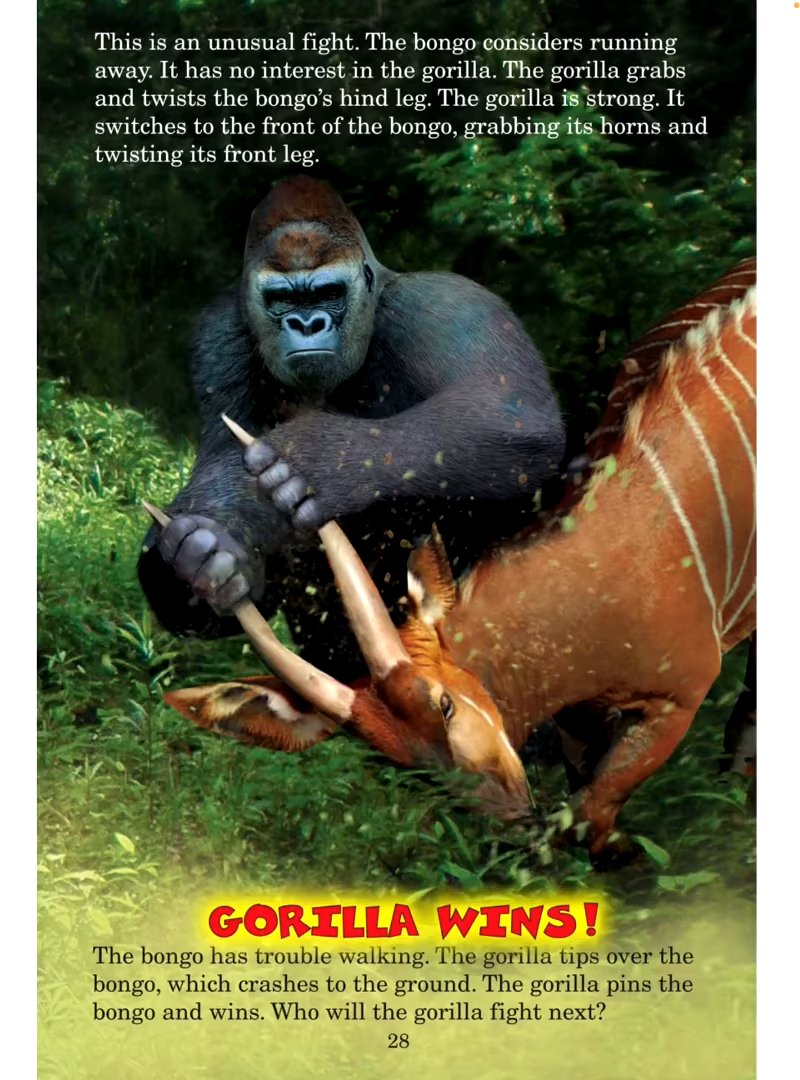 This is an unusual fight. The bongo considers running
away. It has no interest in the gorilla. The gorilla grabs
and twists the bongo’s hind leg. The gorilla is strong. It
switches to the front of the bongo, grabbing its horns and
twisting its front leg.
GORILLA WINS!
The bongo has trouble walking. The gorilla tips over the
bongo, which crashes to the ground. The gorilla pins the
bongo and wins. Who will the gorilla fight next?
28